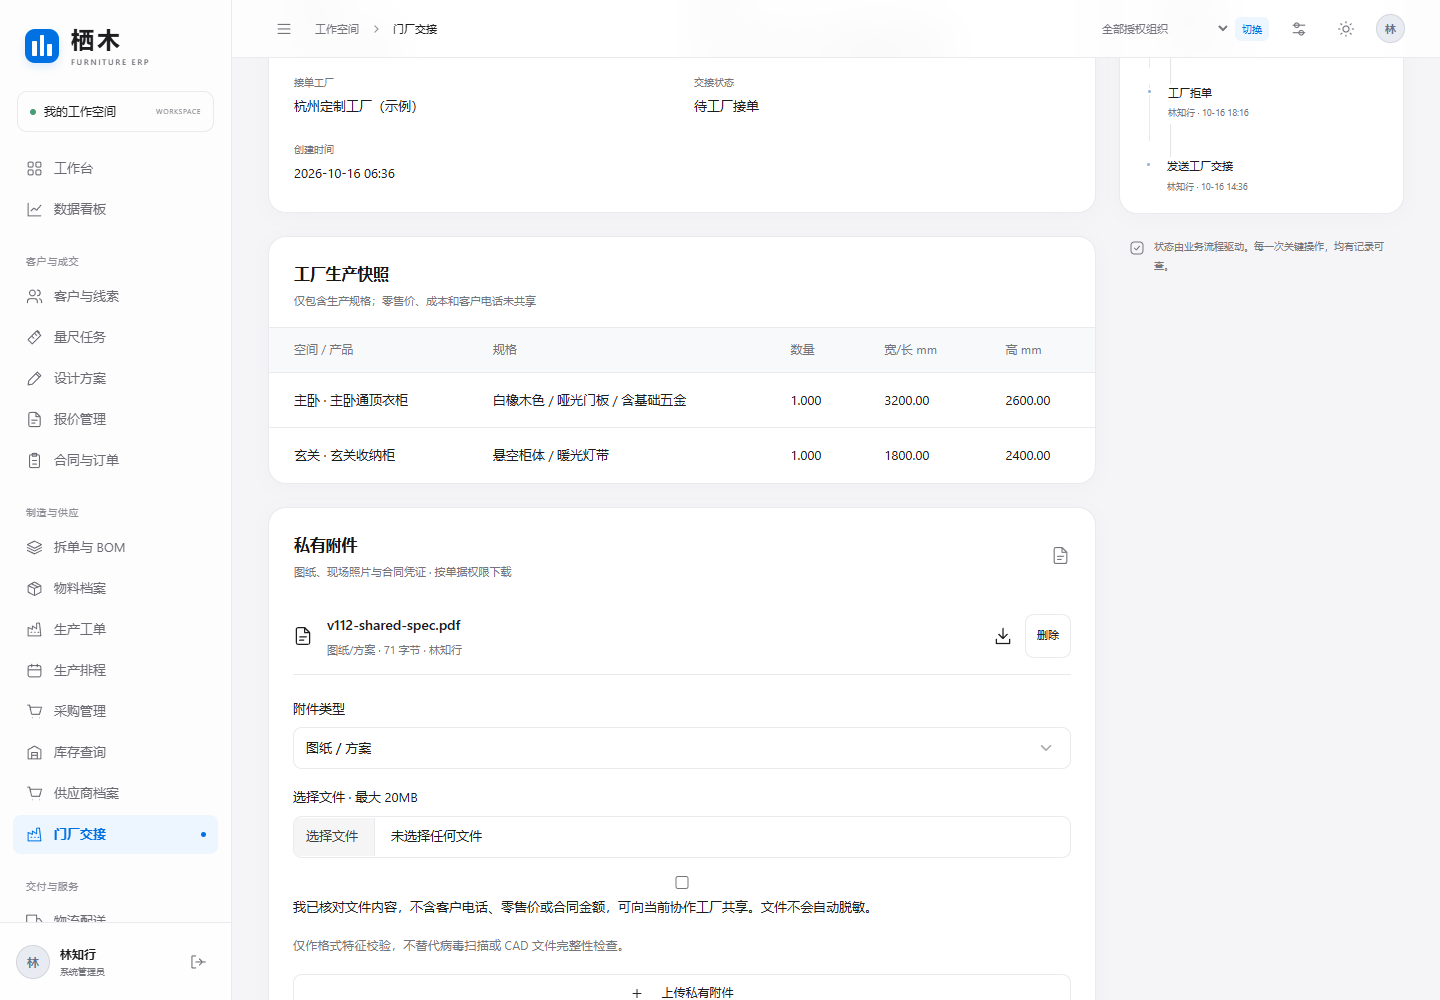 栖木
FURNITURE ERP
我的工作空间
WORKSPACE
工作台
数据看板
客户与成交
客户与线索
量尺任务
设计方案
报价管理
合同与订单
制造与供应
拆单与 BOM
物料档案
生产工单
生产排程
采购管理
库存查询
供应商档案
门厂交接
交付与服务
物流配送
林
林知行
系统管理员
工作空间
门厂交接
全部授权组织
切换
林
接单工厂
杭州定制工厂（示例）
交接状态
待工厂接单
创建时间
2026-10-16 06:36
工厂生产快照
仅包含生产规格；零售价、成本和客户电话未共享
空间 / 产品 规格 数量 宽/长 mm 高 mm
主卧 · 主卧通顶衣柜 白橡木色 / 哑光门板 / 含基础五金 1.000 3200.00 2600.00
玄关 · 玄关收纳柜 悬空柜体 / 暖光灯带 1.000 1800.00 2400.00
私有附件
图纸、现场照片与合同凭证 · 按单据权限下载
v112-shared-spec.pdf
图纸/方案 · 71 字节 · 林知行
删除
附件类型
图纸 / 方案
选择文件 · 最大 20MB
选择文件 未选择任何文件
我已核对文件内容，不含客户电话、零售价或合同金额，可向当前协作工厂共享。文件不会自动脱敏。
仅作格式特征校验，不替代病毒扫描或 CAD 文件完整性检查。
上传私有附件
工厂拒单
林知行 · 10-16 18:16
发送工厂交接
林知行 · 10-16 14:36
状态由业务流程驱动。每一次关键操作，均有记录可
查。